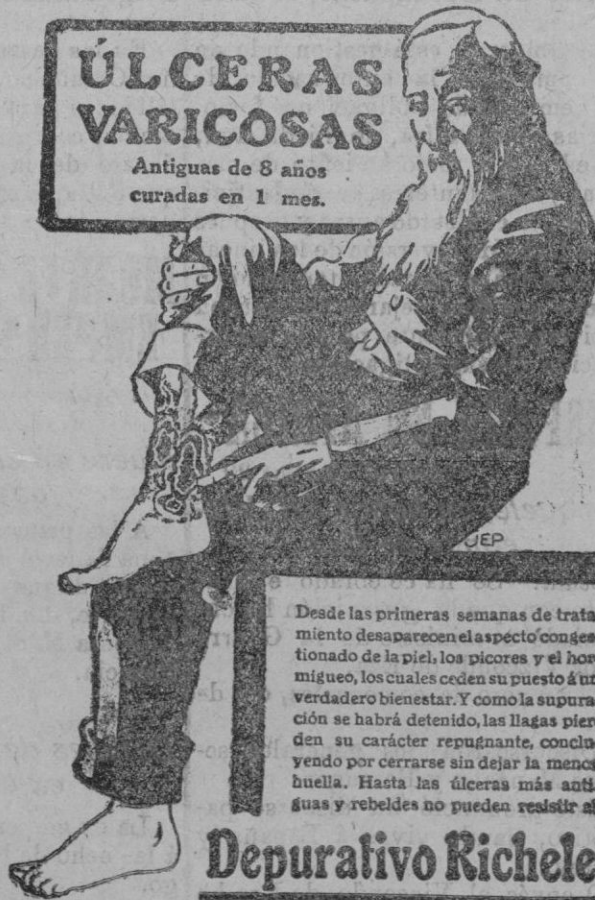 ÚLCERAS
VARICOSAS
Antiguas de 8 años
curadas en 1 mes.
UEP
Desde las primeras semanas de trata
miento desaparecen el aspecto conges
tionado de la piel, los picores y el hor
migueo, los cuales ceden su puesto á un
verdadero bienestar. Y como la supura
ción se habrá detenido, las llagas pier
den su carácter repugnante, conclu
yendo por cerrarse sin dejar la menor
huella. Hasta las úlceras más anti
guas y rebeldes no pueden resistir al
Depurativo Richele